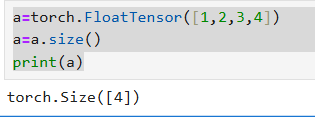 a=torch.FloatTensor([1,2,3,4])
a=a.size()
print(a)
torch.Size([4])